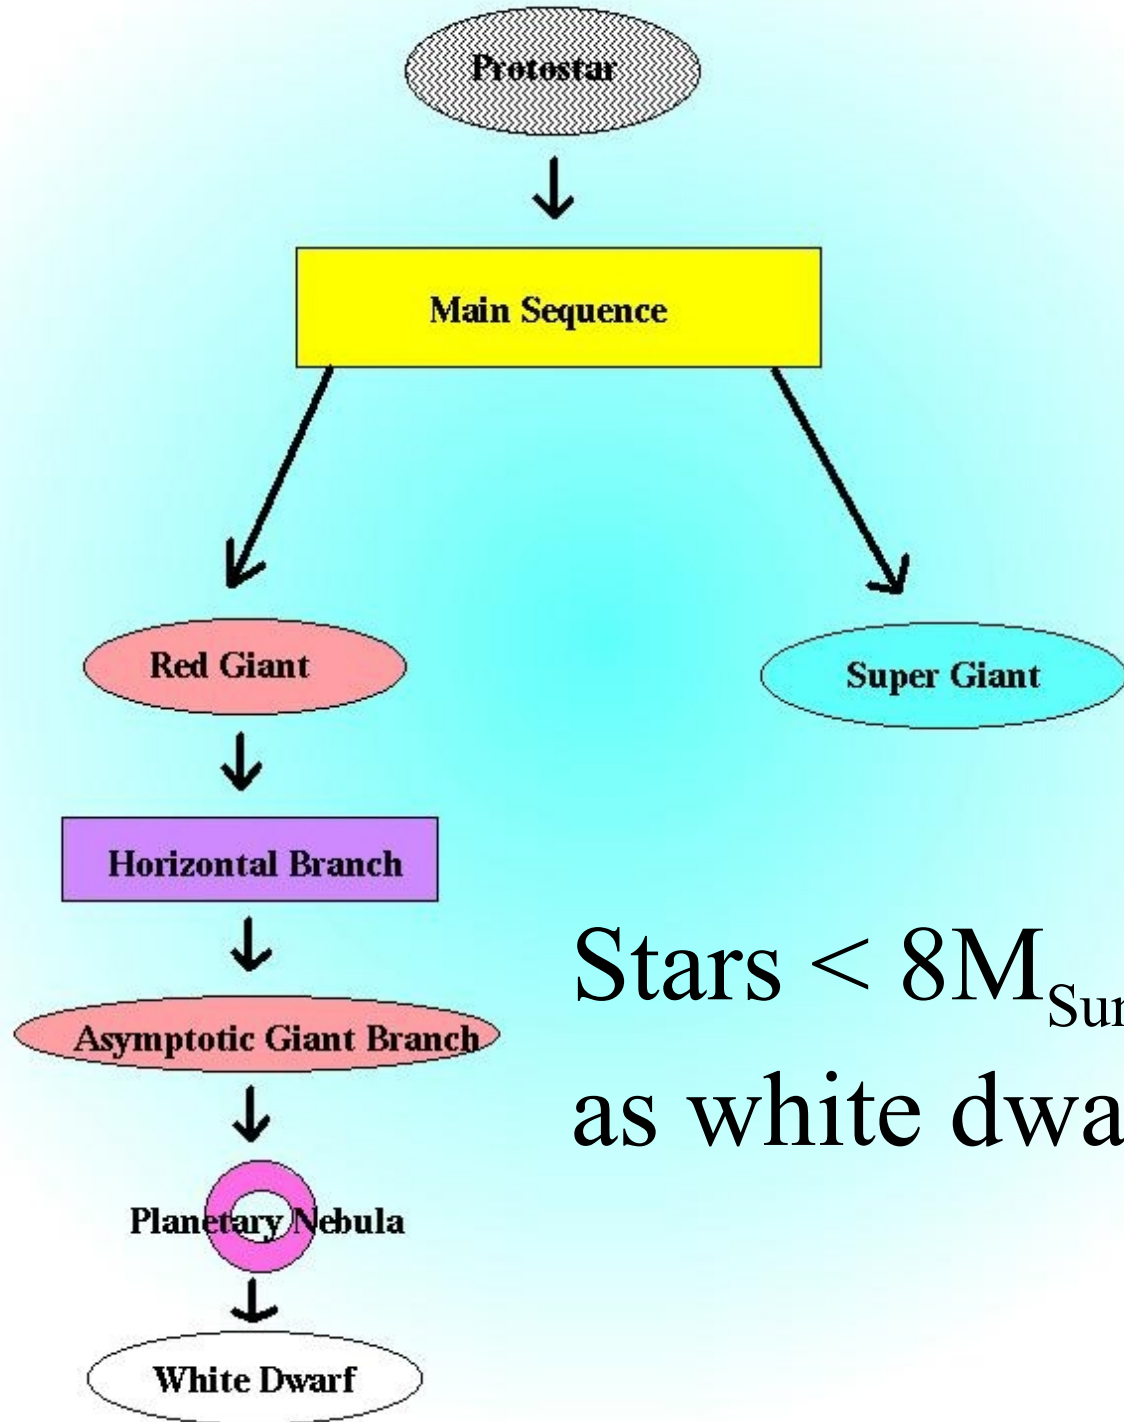 Protostar
Main Sequence
Red Giant
Super Giant
Horizontal Branch
Stars < 8M
as white
Asymptotic Giant Branch
Planetary Nebula
White Dwarf